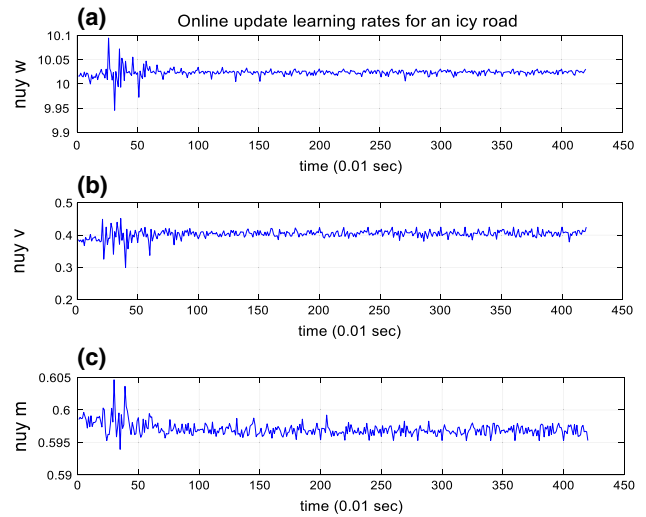 (a) Online update learning rates for an icy road
10.1
10.05
10
9.95
9.9
nuy w
0 50 100 150 200 250 300 350 400 450
time (0.01 sec)
(b)
0.5
0.4
0.3
0.2
nuy v
0 50 100 150 200 250 300 350 400 450
time (0.01 sec)
(c)
0.605
0.6
0.595
0.59
nuy m
0 50 100 150 200 250 300 350 400 450
time (0.01 sec)